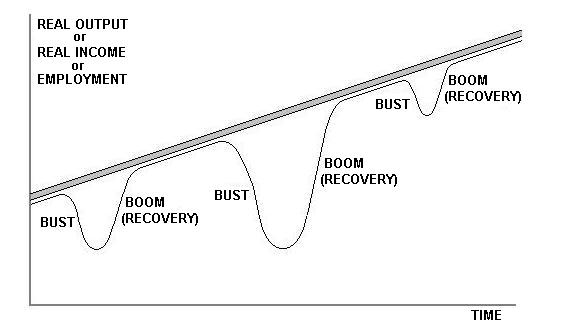 REAL OUTPUT
or
REAL INCOME
or
EMPLOYMENT
BUST
BOOM
(RECOVERY)
BUST
BOOM
(RECOVERY)
BUST
BOOM
(RECOVERY)
TIME